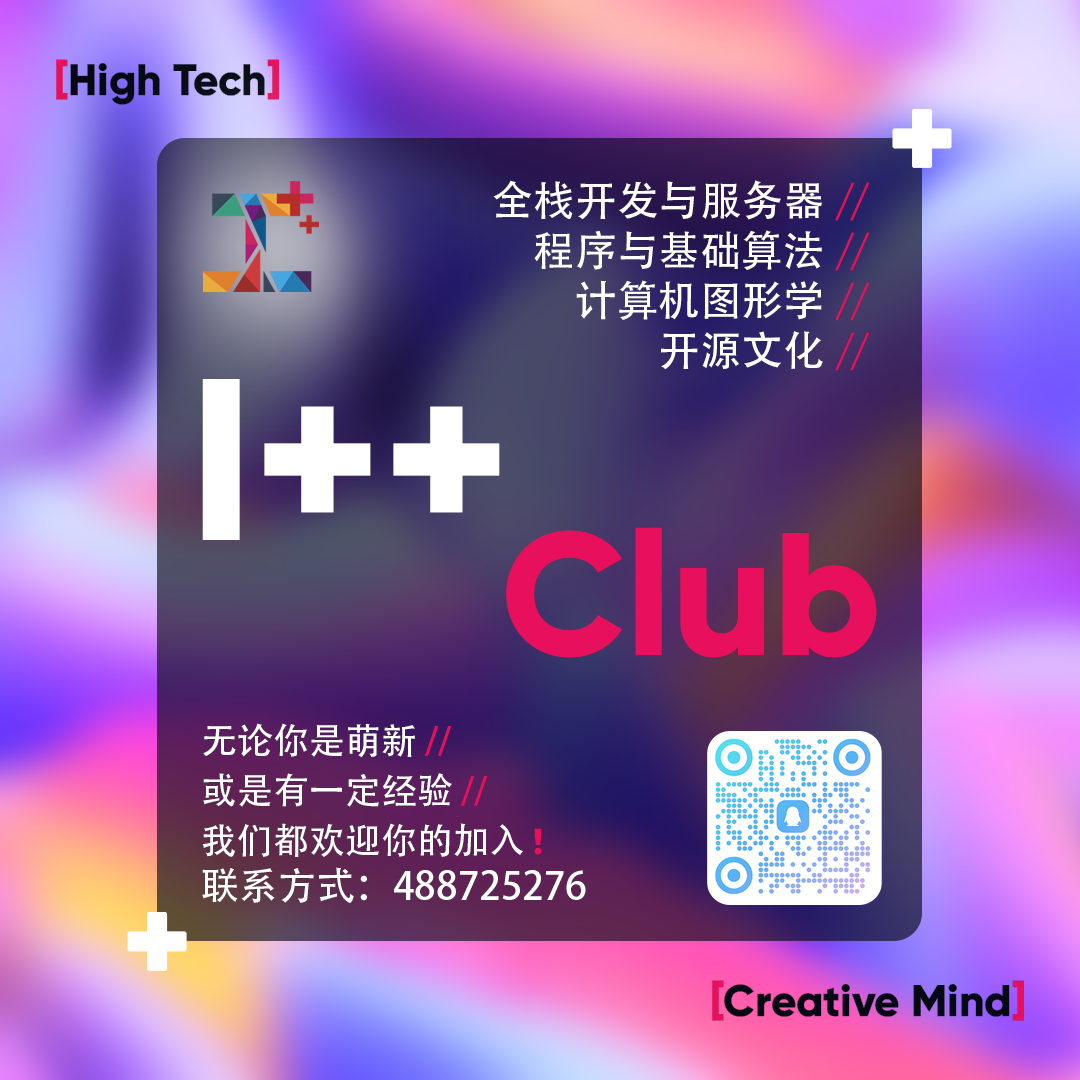 [High Tech]
全栈开发与服务器 //
程序与基础算法 //
计算机图形学 //
开源文化 //
I++
Club
无论你是萌新 //
或是有一定经验 //
我们都欢迎你的加入!
联系方式：488725276
[Creative Mind]